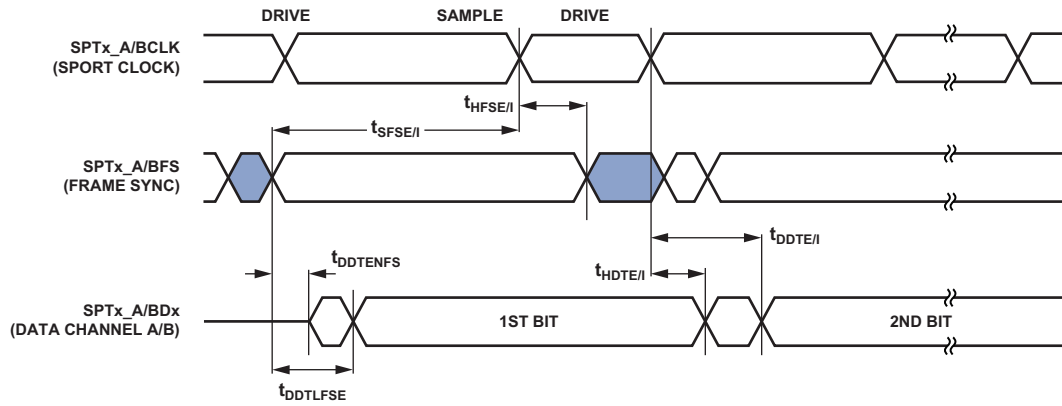 DRIVE SAMPLE DRIVE
SPTx_A/BCLK
(SPORT CLOCK)
tHFSE/I
tSFSE/I
SPTx_A/BFS
(FRAME SYNC)
tDDTE/I
tDDTENFS
tHDTE/I
SPTx_A/BDx
(DATA CHANNEL A/B)
1ST BIT 2ND BIT
tDDTLFSE